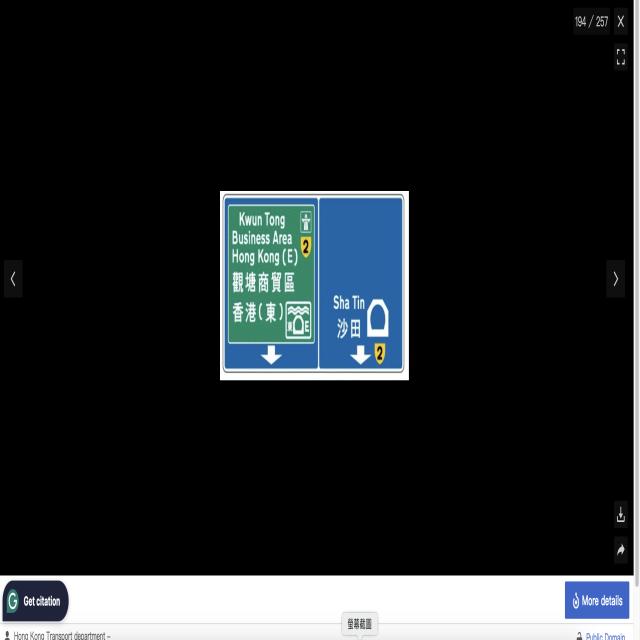 194 / 257
Kwun Tong
Business Area
Hong Kong (E)
2
觀塘商貿區
香港(東)
東 E
Sha Tin
沙田
2
Get citation
More details
螢幕截圖
Hong Kong Transport department –
Public Domain